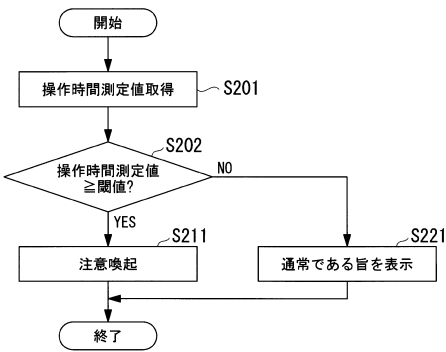 開始
操作時間測定値取得
S201
S202
操作時間測定値
≧閾値?
NO
YES
S211
注意喚起
S221
通常である旨を表示
終了